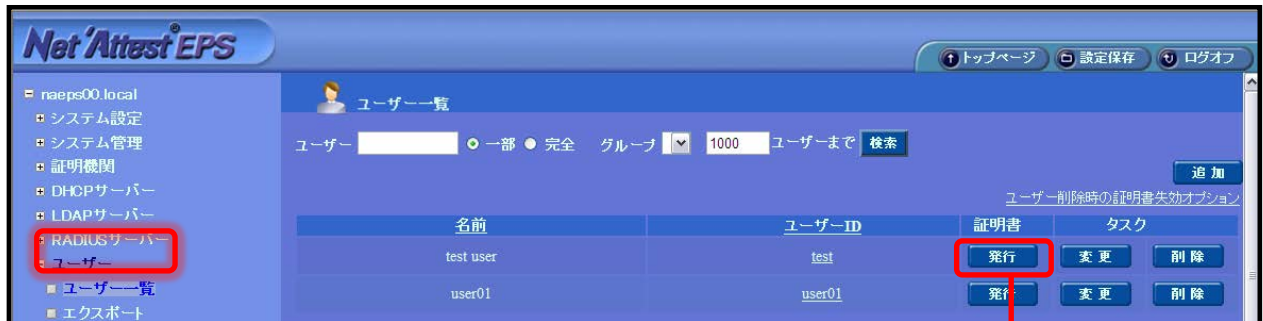 Net'Attest EPS
トップページ 設定保存 ログオフ
naeps00.local
システム設定
システム管理
証明機関
DHCPサーバー
LDAPサーバー
RADIUSサーバー
ユーザー
ユーザー一覧
エクスポート
ユーザー一覧
ユーザー 一部 完全 グループ 1000 ユーザーまで 検索
追加
ユーザー削除時の証明書失効オプション
名前 ユーザーID 証明書 タスク
test user test 発行 変更 削除
user01 user01 発行 変更 削除